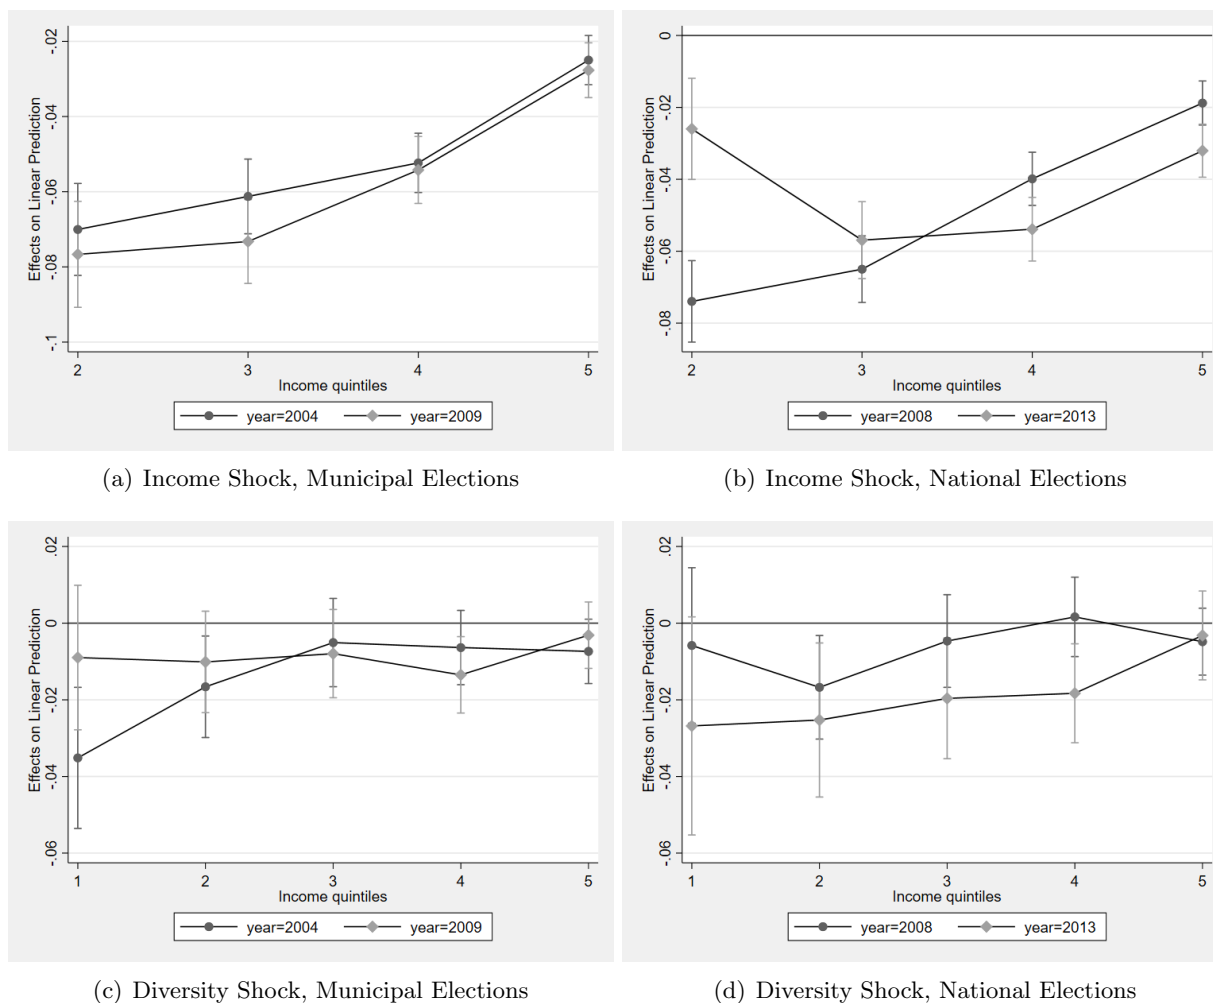 Effects on Linear Prediction
-.02
-.04
-.06
-.08
-.1
2 3 4 5
Income quintiles
year=2004 year=2009
(a) Income Shock, Municipal Elections
Effects on Linear Prediction
0
-.02
-.04
-.06
-.08
2 3 4 5
Income quintiles
year=2008 year=2013
(b) Income Shock, National Elections
Effects on Linear Prediction
.02
0
-.02
-.04
-.06
1 2 3 4 5
Income quintiles
year=2004 year=2009
(c) Diversity Shock, Municipal Elections
Effects on Linear Prediction
.02
0
-.02
-.04
-.06
1 2 3 4 5
Income quintiles
year=2008 year=2013
(d) Diversity Shock, National Elections